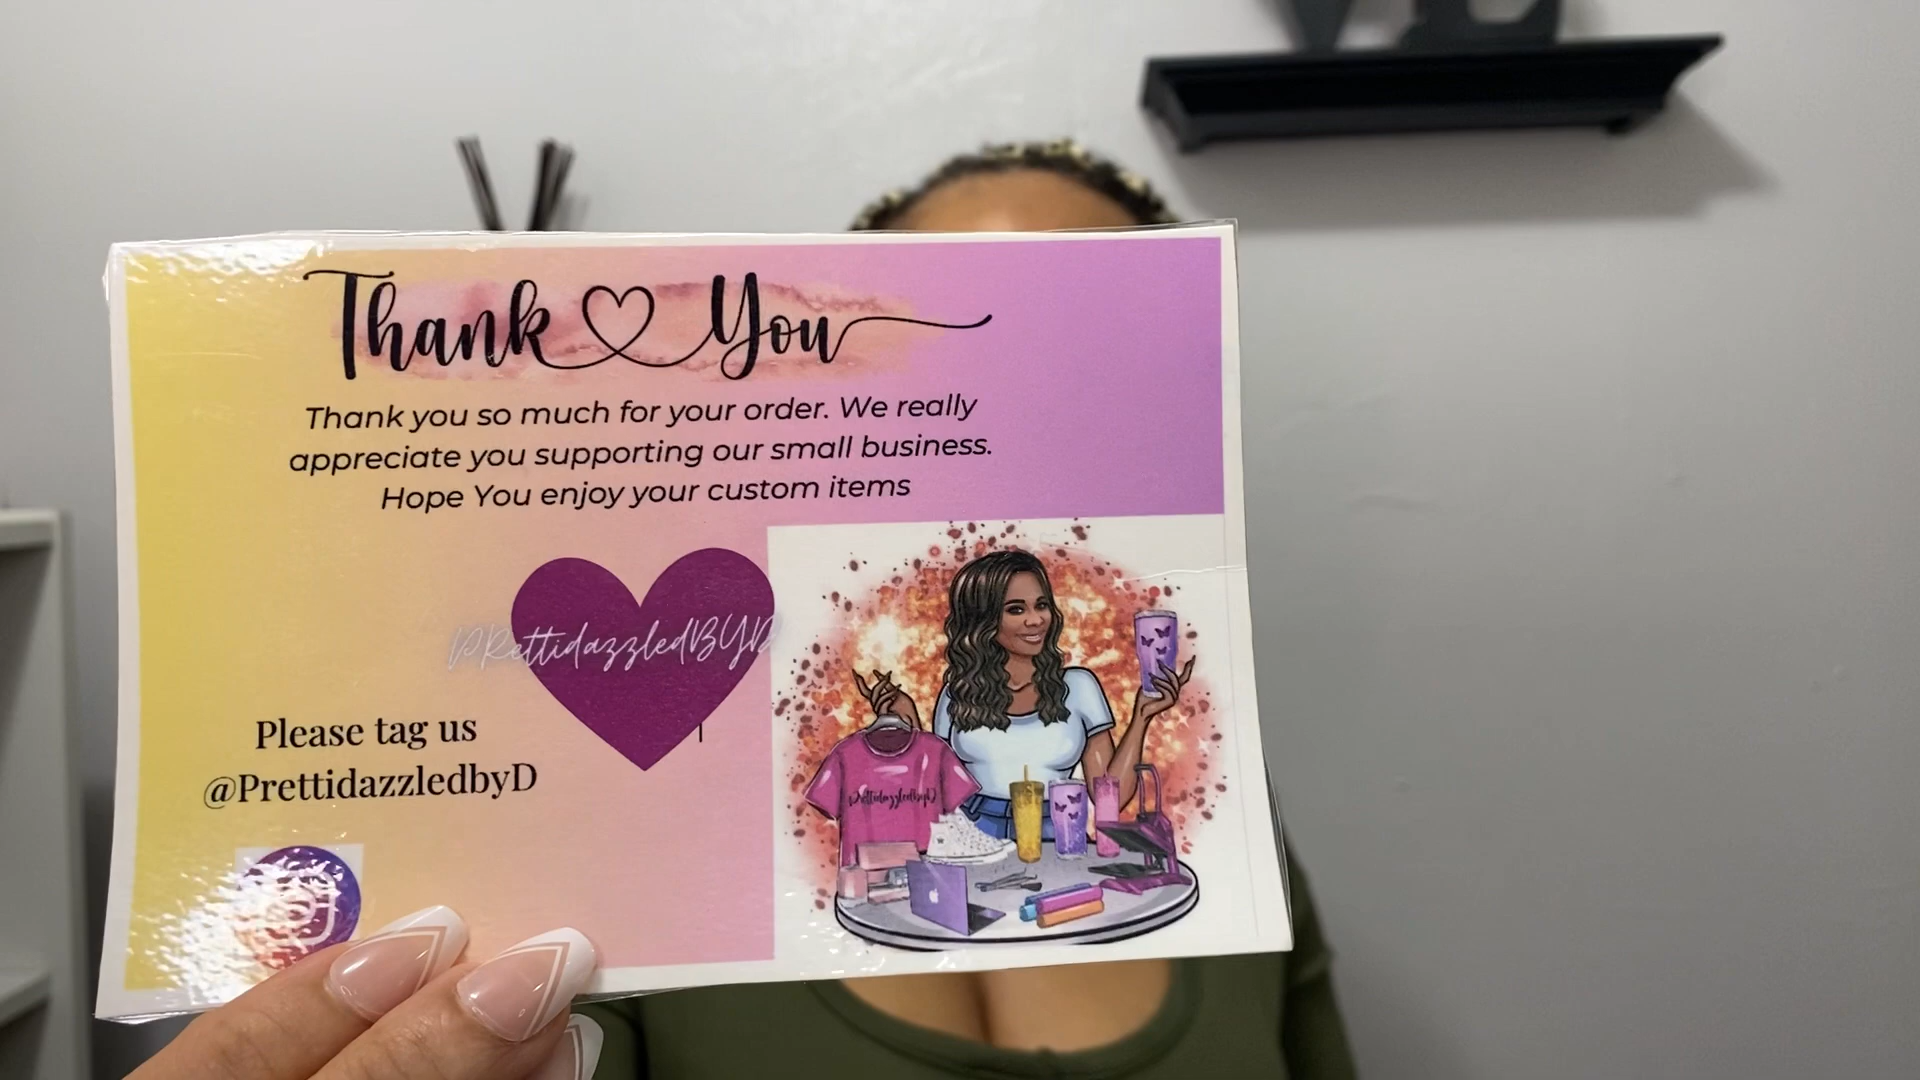 Thank You
Thank you so much for your order. We really
appreciate you supporting our small business.
Hope You enjoy your custom items
PRettidazzledBYD
Please tag us
@PrettidazzledbyD
PrettidazzledbyD